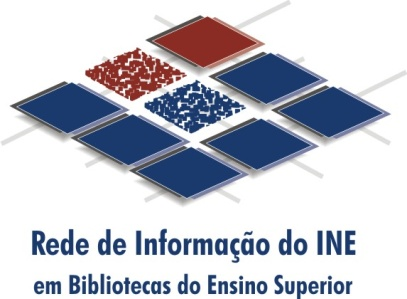 Rede de Informação do INE
em Bibliotecas do Ensino Superior